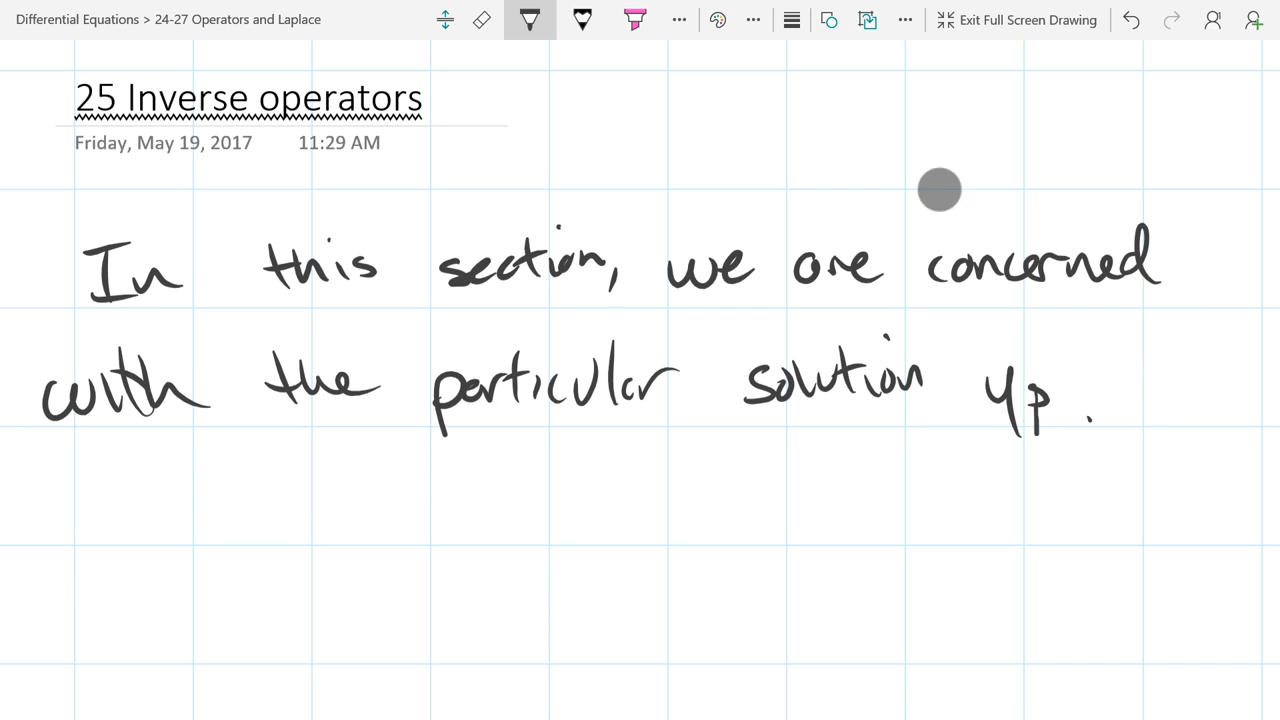 Differential Equations > 24-27 Operators and Laplace
Exit Full Screen Drawing
25 Inverse operators
Friday, May 19, 2017 11:29 AM
In this section, we are concerned
with the particular solution yp.